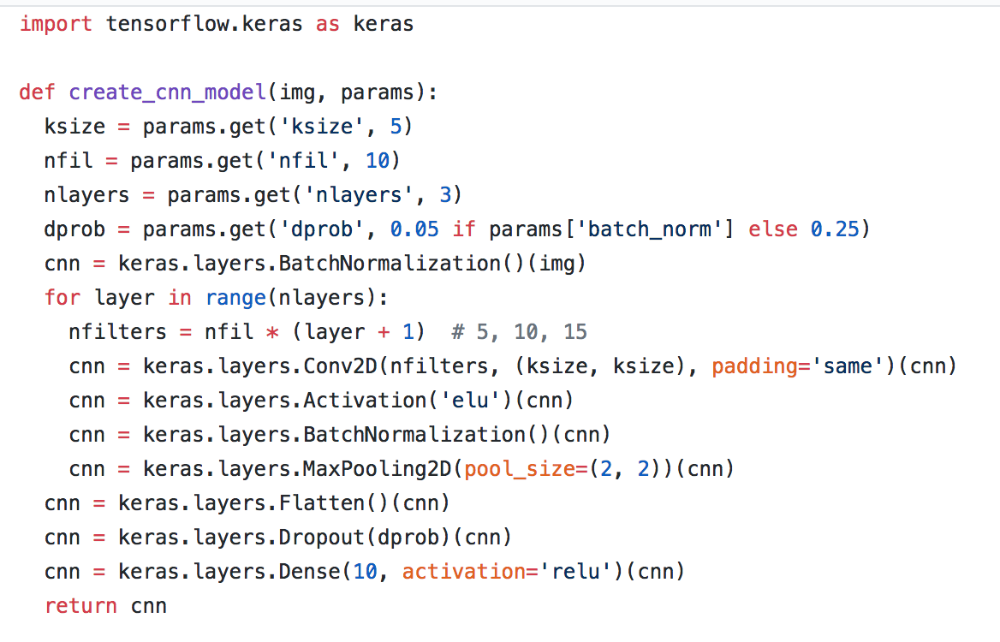 import tensorflow.keras as keras

def create_cnn_model(img, params):
  ksize = params.get('ksize', 5)
  nfil = params.get('nfil', 10)
  nlayers = params.get('nlayers', 3)
  dprob = params.get('dprob', 0.05 if params['batch_norm'] else 0.25)
  cnn = keras.layers.BatchNormalization()(img)
  for layer in range(nlayers):
    nfilters = nfil * (layer + 1)  # 5, 10, 15
    cnn = keras.layers.Conv2D(nfilters, (ksize, ksize), padding='same')(cnn)
    cnn = keras.layers.Activation('elu')(cnn)
    cnn = keras.layers.BatchNormalization()(cnn)
    cnn = keras.layers.MaxPooling2D(pool_size=(2, 2))(cnn)
  cnn = keras.layers.Flatten()(cnn)
  cnn = keras.layers.Dropout(dprob)(cnn)
  cnn = keras.layers.Dense(10, activation='relu')(cnn)
  return cnn